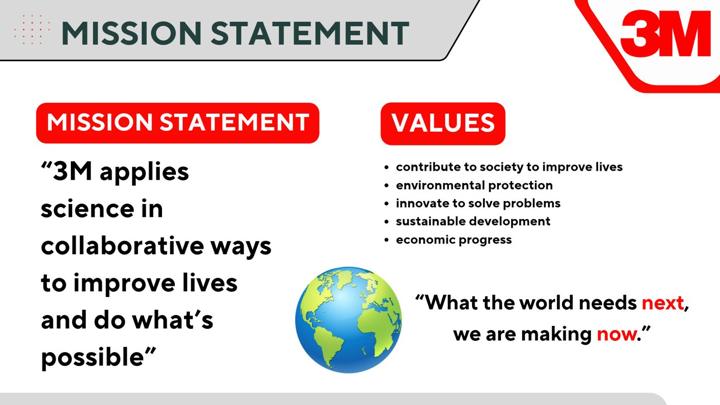 MISSION STATEMENT
3M
MISSION STATEMENT
“3M applies
science in
collaborative ways
to improve lives
and do what’s
possible”
VALUES
• contribute to society to improve lives
• environmental protection
• innovate to solve problems
• sustainable development
• economic progress
“What the world needs next,
we are making now.”